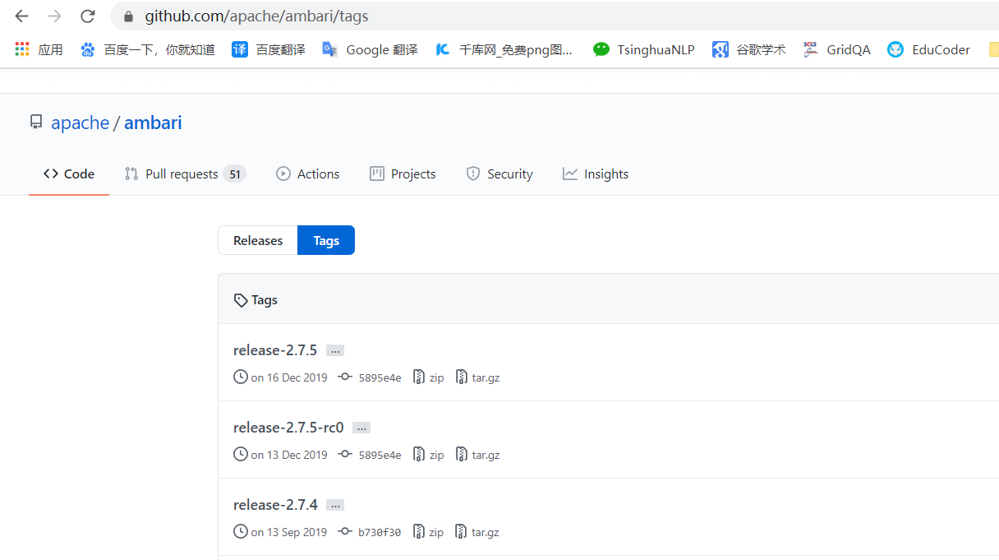 github.com/apache/ambari/tags
应用 百度一下，你就知道 译 百度翻译 Google 翻译 千库网_免费png图... TsinghuaNLP 谷歌学术 GridQA EduCoder
apache / ambari
Code Pull requests 51 Actions Projects Security Insights
Releases Tags
Tags
release-2.7.5 ...
on 16 Dec 2019 5895e4e zip tar.gz
release-2.7.5-rc0 ...
on 13 Dec 2019 5895e4e zip tar.gz
release-2.7.4 ...
on 13 Sep 2019 b730f30 zip tar.gz